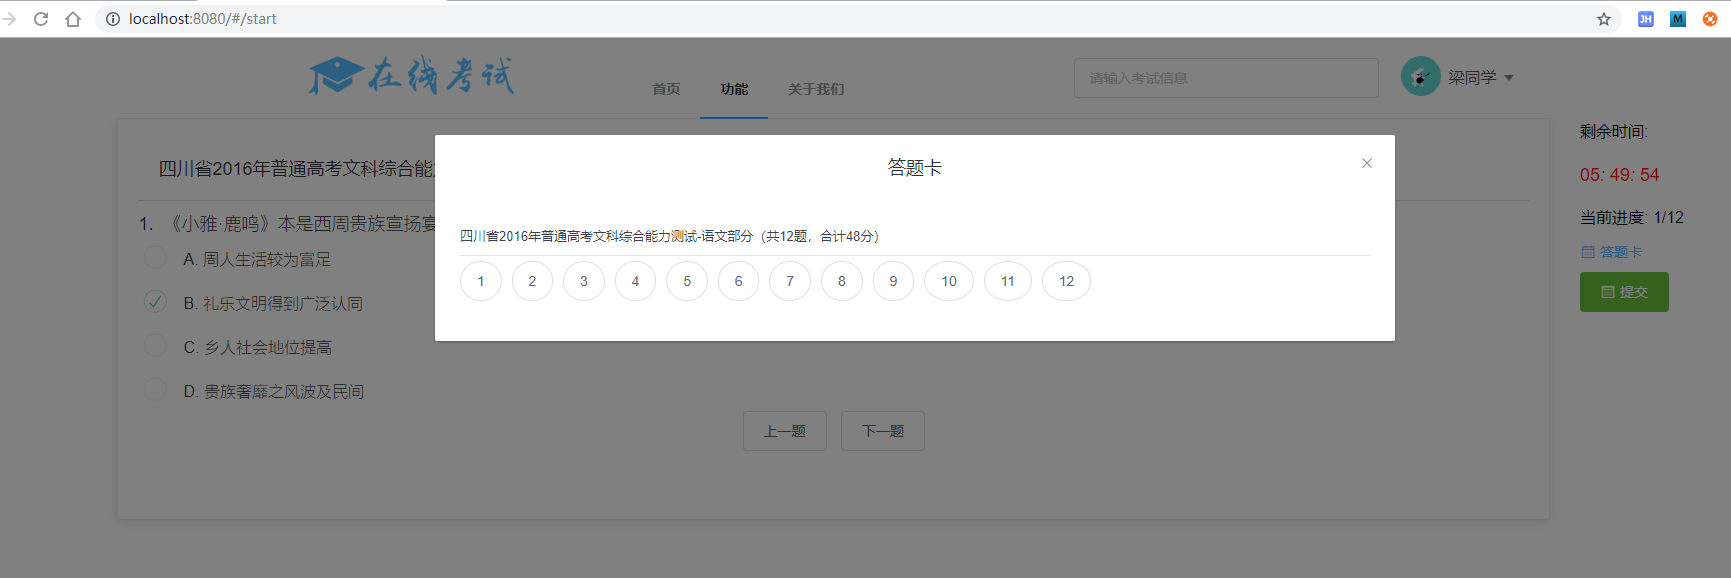 localhost:8080/#/start
JH
M
在线考试
首页
功能
关于我们
请输入考试信息
梁同学
四川省2016年普通高考文科综合能
剩余时间:
05: 49: 54
当前进度: 1/12
答题卡
提交
1. 《小雅·鹿鸣》本是西周贵族宣扬宴
A. 周人生活较为富足
B. 礼乐文明得到广泛认同
C. 乡人社会地位提高
D. 贵族奢靡之风波及民间
上一题
下一题
答题卡
四川省2016年普通高考文科综合能力测试-语文部分（共12题，合计48分）
1
2
3
4
5
6
7
8
9
10
11
12